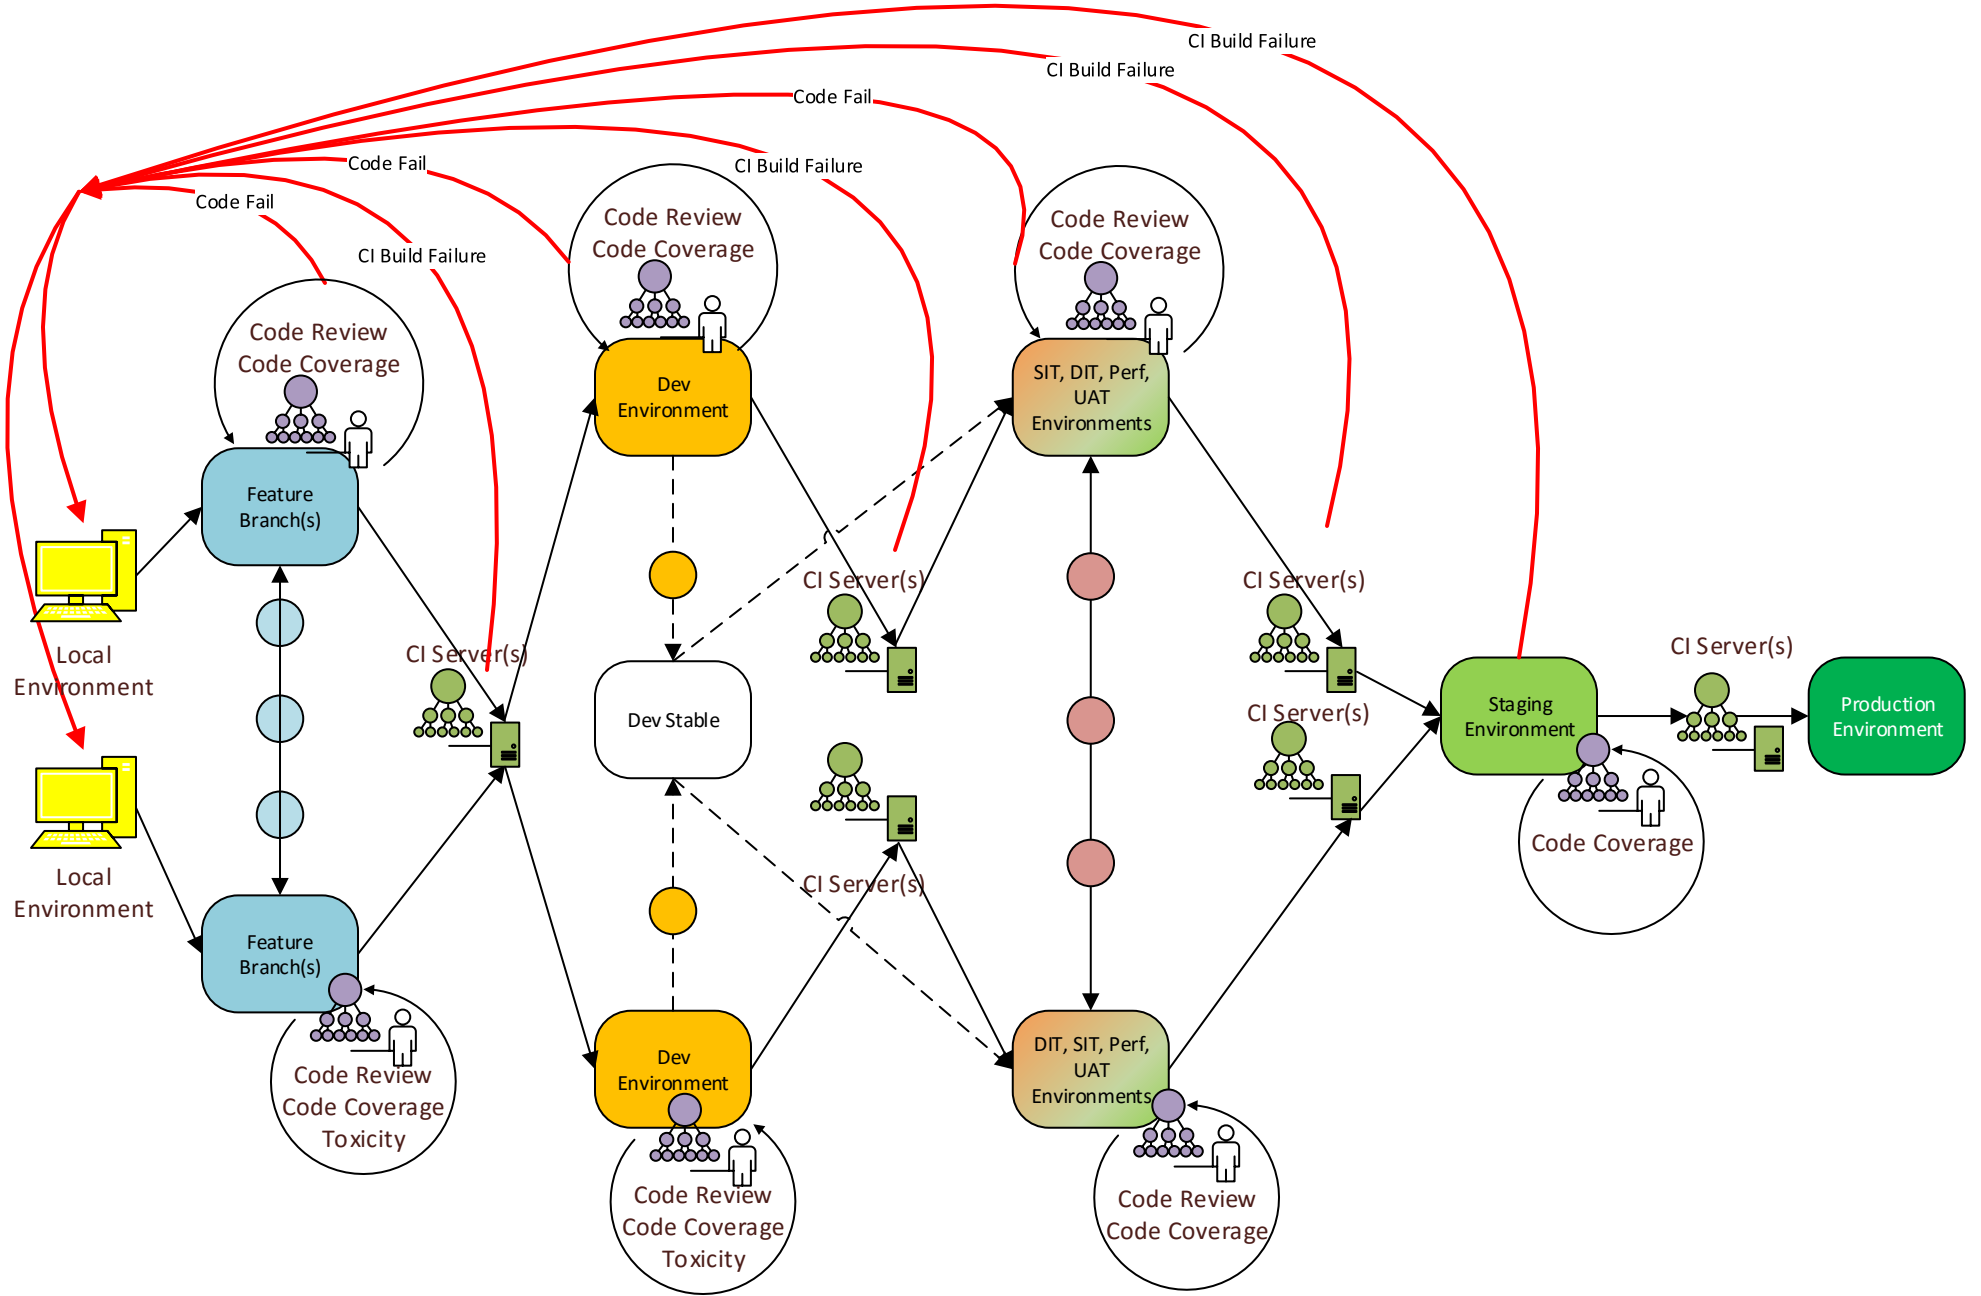 CI Build Failure
CI Build Failure
Code Fail
CI Build Failure
Code Fail
Code Fail
CI Build Failure
Code Review
Code Coverage
Code Review
Code Coverage
Code Review
Code Coverage
Feature
Branch(s)
Dev
Environment
SIT, DIT, Perf,
UAT
Environments
Local
Environment
CI Server(s)
CI Server(s)
CI Server(s)
CI Server(s)
CI Server(s)
Dev Stable
Staging
Environment
Production
Environment
Code Coverage
Local
Environment
CI Server(s)
Feature
Branch(s)
Code Review
Code Coverage
Toxicity
Dev
Environment
Code Review
Code Coverage
Toxicity
DIT, SIT, Perf,
UAT
Environments
Code Review
Code Coverage